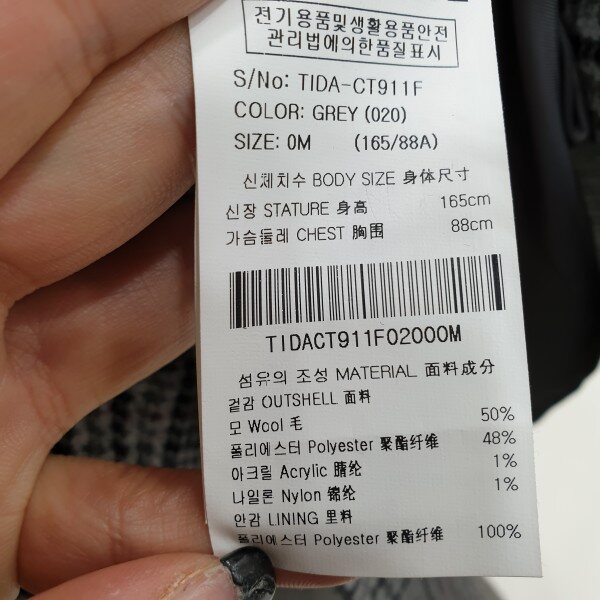 전기용품및생활용품안전
관리법에의한품질표시
S/No: TIDA-CT911F
COLOR: GREY (020)
SIZE: 0M (165/88A)
신체치수 BODY SIZE 身体尺寸
신장 STATURE 身高 165cm
가슴둘레 CHEST 胸围 88cm
TIDACT911F02000M
섬유의 조성 MATERIAL 面料成分
겉감 OUTSHELL 面料
모 Wool 毛 50%
폴리에스터 Polyester 聚酯纤维 48%
아크릴 Acrylic 腈纶 1%
나일론 Nylon 锦纶 1%
안감 LINING 里料
폴리에스터 Polyester 聚酯纤维 100%